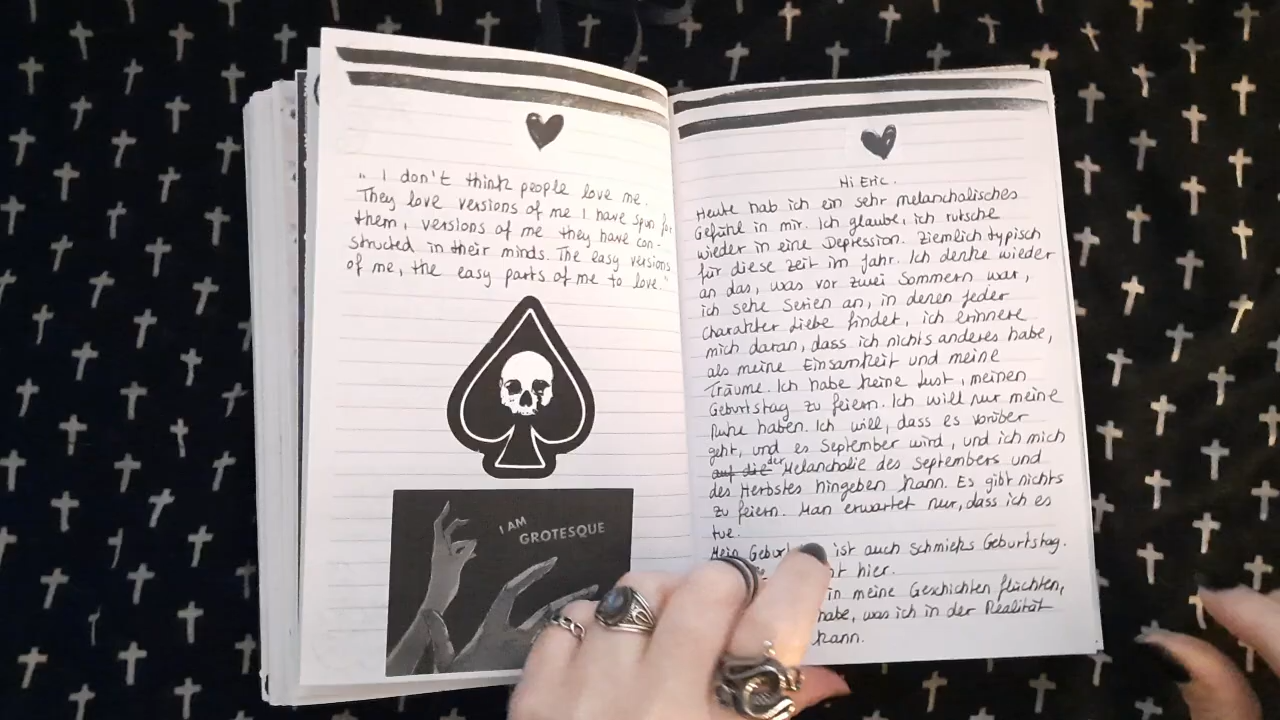 „I don't think people love me.
They love versions of me I have spun for
them, versions of me they have con-
structed in their minds. The easy versions
of me, the easy parts of me to love."
I AM
GROTESQUE
Hi Eric.
Heute hab ich ein sehr melancholisches
Gefühl in mir. Ich glaube, ich rutsche
wieder in eine Depression. Ziemlich typisch
für diese Zeit im Jahr. Ich denke wieder
an das, was vor zwei Sommern war,
ich sehe Serien an, in denen jeder
Charakter Liebe findet, ich erinnere
mich daran, dass ich nichts anderes habe,
als meine Einsamkeit und meine
Träume. Ich habe keine Lust, meinen
Geburtstag zu feiern. Ich will nur meine
Ruhe haben. Ich will, dass es vorüber
geht, und es September wird, und ich mich
auf die der Melancholie des Septembers und
des Herbstes hingeben kann. Es gibt nichts
zu feiern. Man erwartet nur, dass ich es
tue.
Mein ist auch Schmicks Geburtstag.
hier.
in meine Geschichten flüchten,
habe, was ich in der Realität
kann.